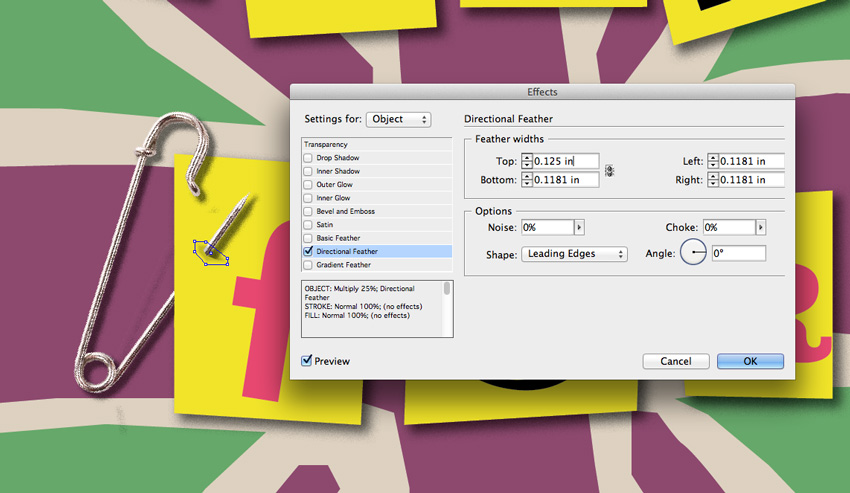 Effects
Settings for: Object
Transparency
Drop Shadow
Inner Shadow
Outer Glow
Inner Glow
Bevel and Emboss
Satin
Basic Feather
Directional Feather
Gradient Feather
OBJECT: Multiply 25%; Directional
Feather
STROKE: Normal 100%; (no effects)
FILL: Normal 100%; (no effects)
Preview
Directional Feather
Feather widths
Top: 0.125 in Left: 0.1181 in
Bottom: 0.1181 in Right: 0.1181 in
Options
Noise: 0% Choke: 0%
Shape: Leading Edges Angle: 0°
Cancel OK
f